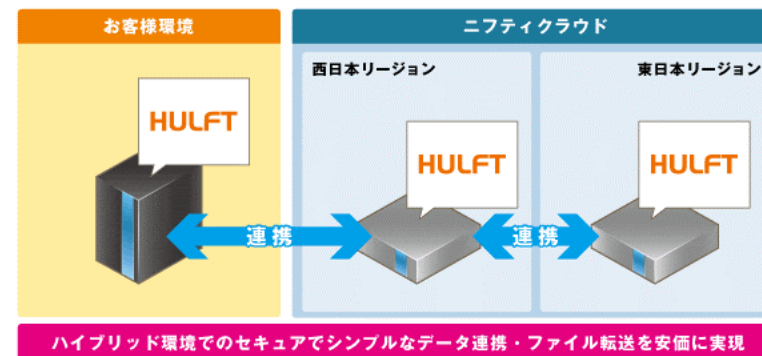 お客様環境
ニフティクラウド
西日本リージョン
東日本リージョン
HULFT
HULFT
HULFT
連携
連携
ハイブリッド環境でのセキュアでシンプルなデータ連携・ファイル転送を安価に実現